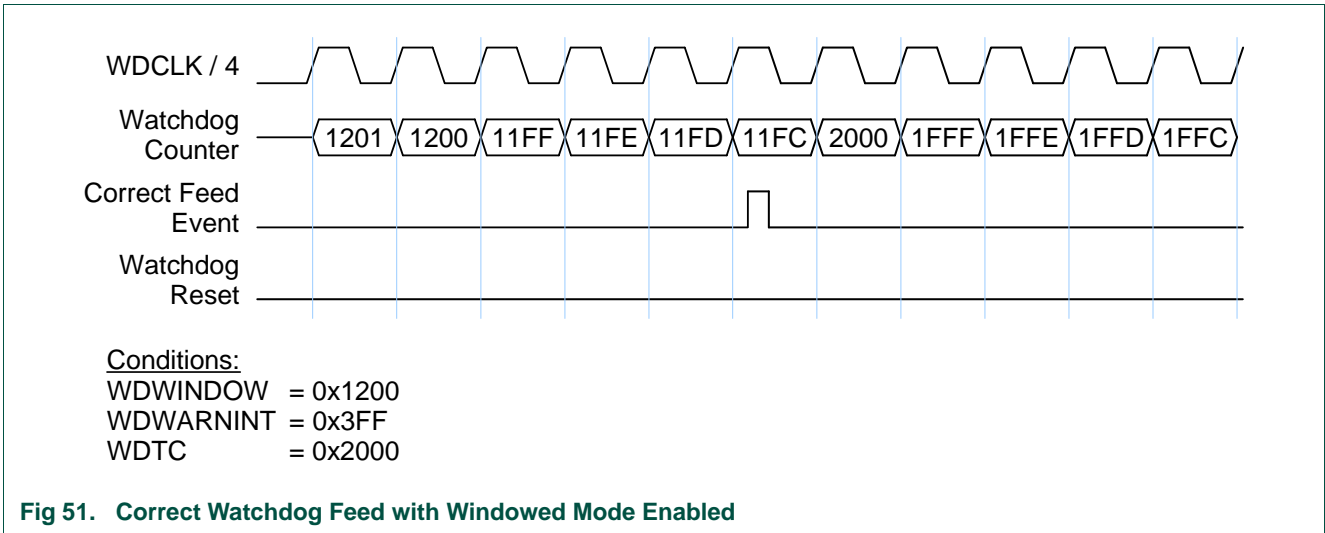 WDCLK / 4
Watchdog
Counter
1201 1200 11FF 11FE 11FD 11FC 2000 1FFF 1FFE 1FFD 1FFC
Correct Feed
Event
Watchdog
Reset
Conditions:
WDWINDOW = 0x1200
WDWARNINT = 0x3FF
WDTC = 0x2000
Fig 51. Correct Watchdog Feed with Windowed Mode Enabled